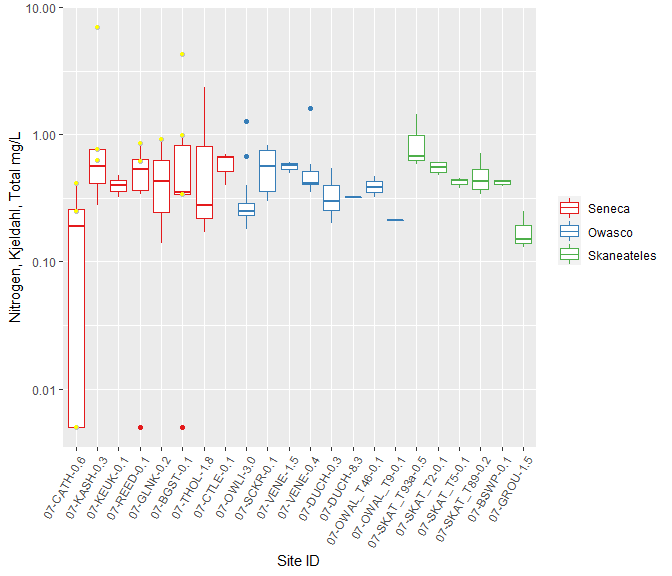 10.00
1.00
0.10
0.01
Nitrogen, Kjeldahl, Total mg/L
07-CATH-0.6
07-KASH-0.3
07-KEUK-0.1
07-REED-0.1
07-GLNK-0.2
07-BGST-0.1
07-THOL-1.8
07-CTLE-0.1
07-OWLI-3.0
07-SCKR-0.1
07-VENE-1.5
07-VENE-0.4
07-DUCH-0.3
07-DUCH-8.3
07-OWAL_T46-0.1
07-OWAL_T9-0.1
07-SKAT_T93a-0.5
07-SKAT_T2-0.1
07-SKAT_T5-0.1
07-SKAT_T89-0.2
07-BSWP-0.1
07-GROU-1.5
Site ID
Seneca
Owasco
Skaneateles